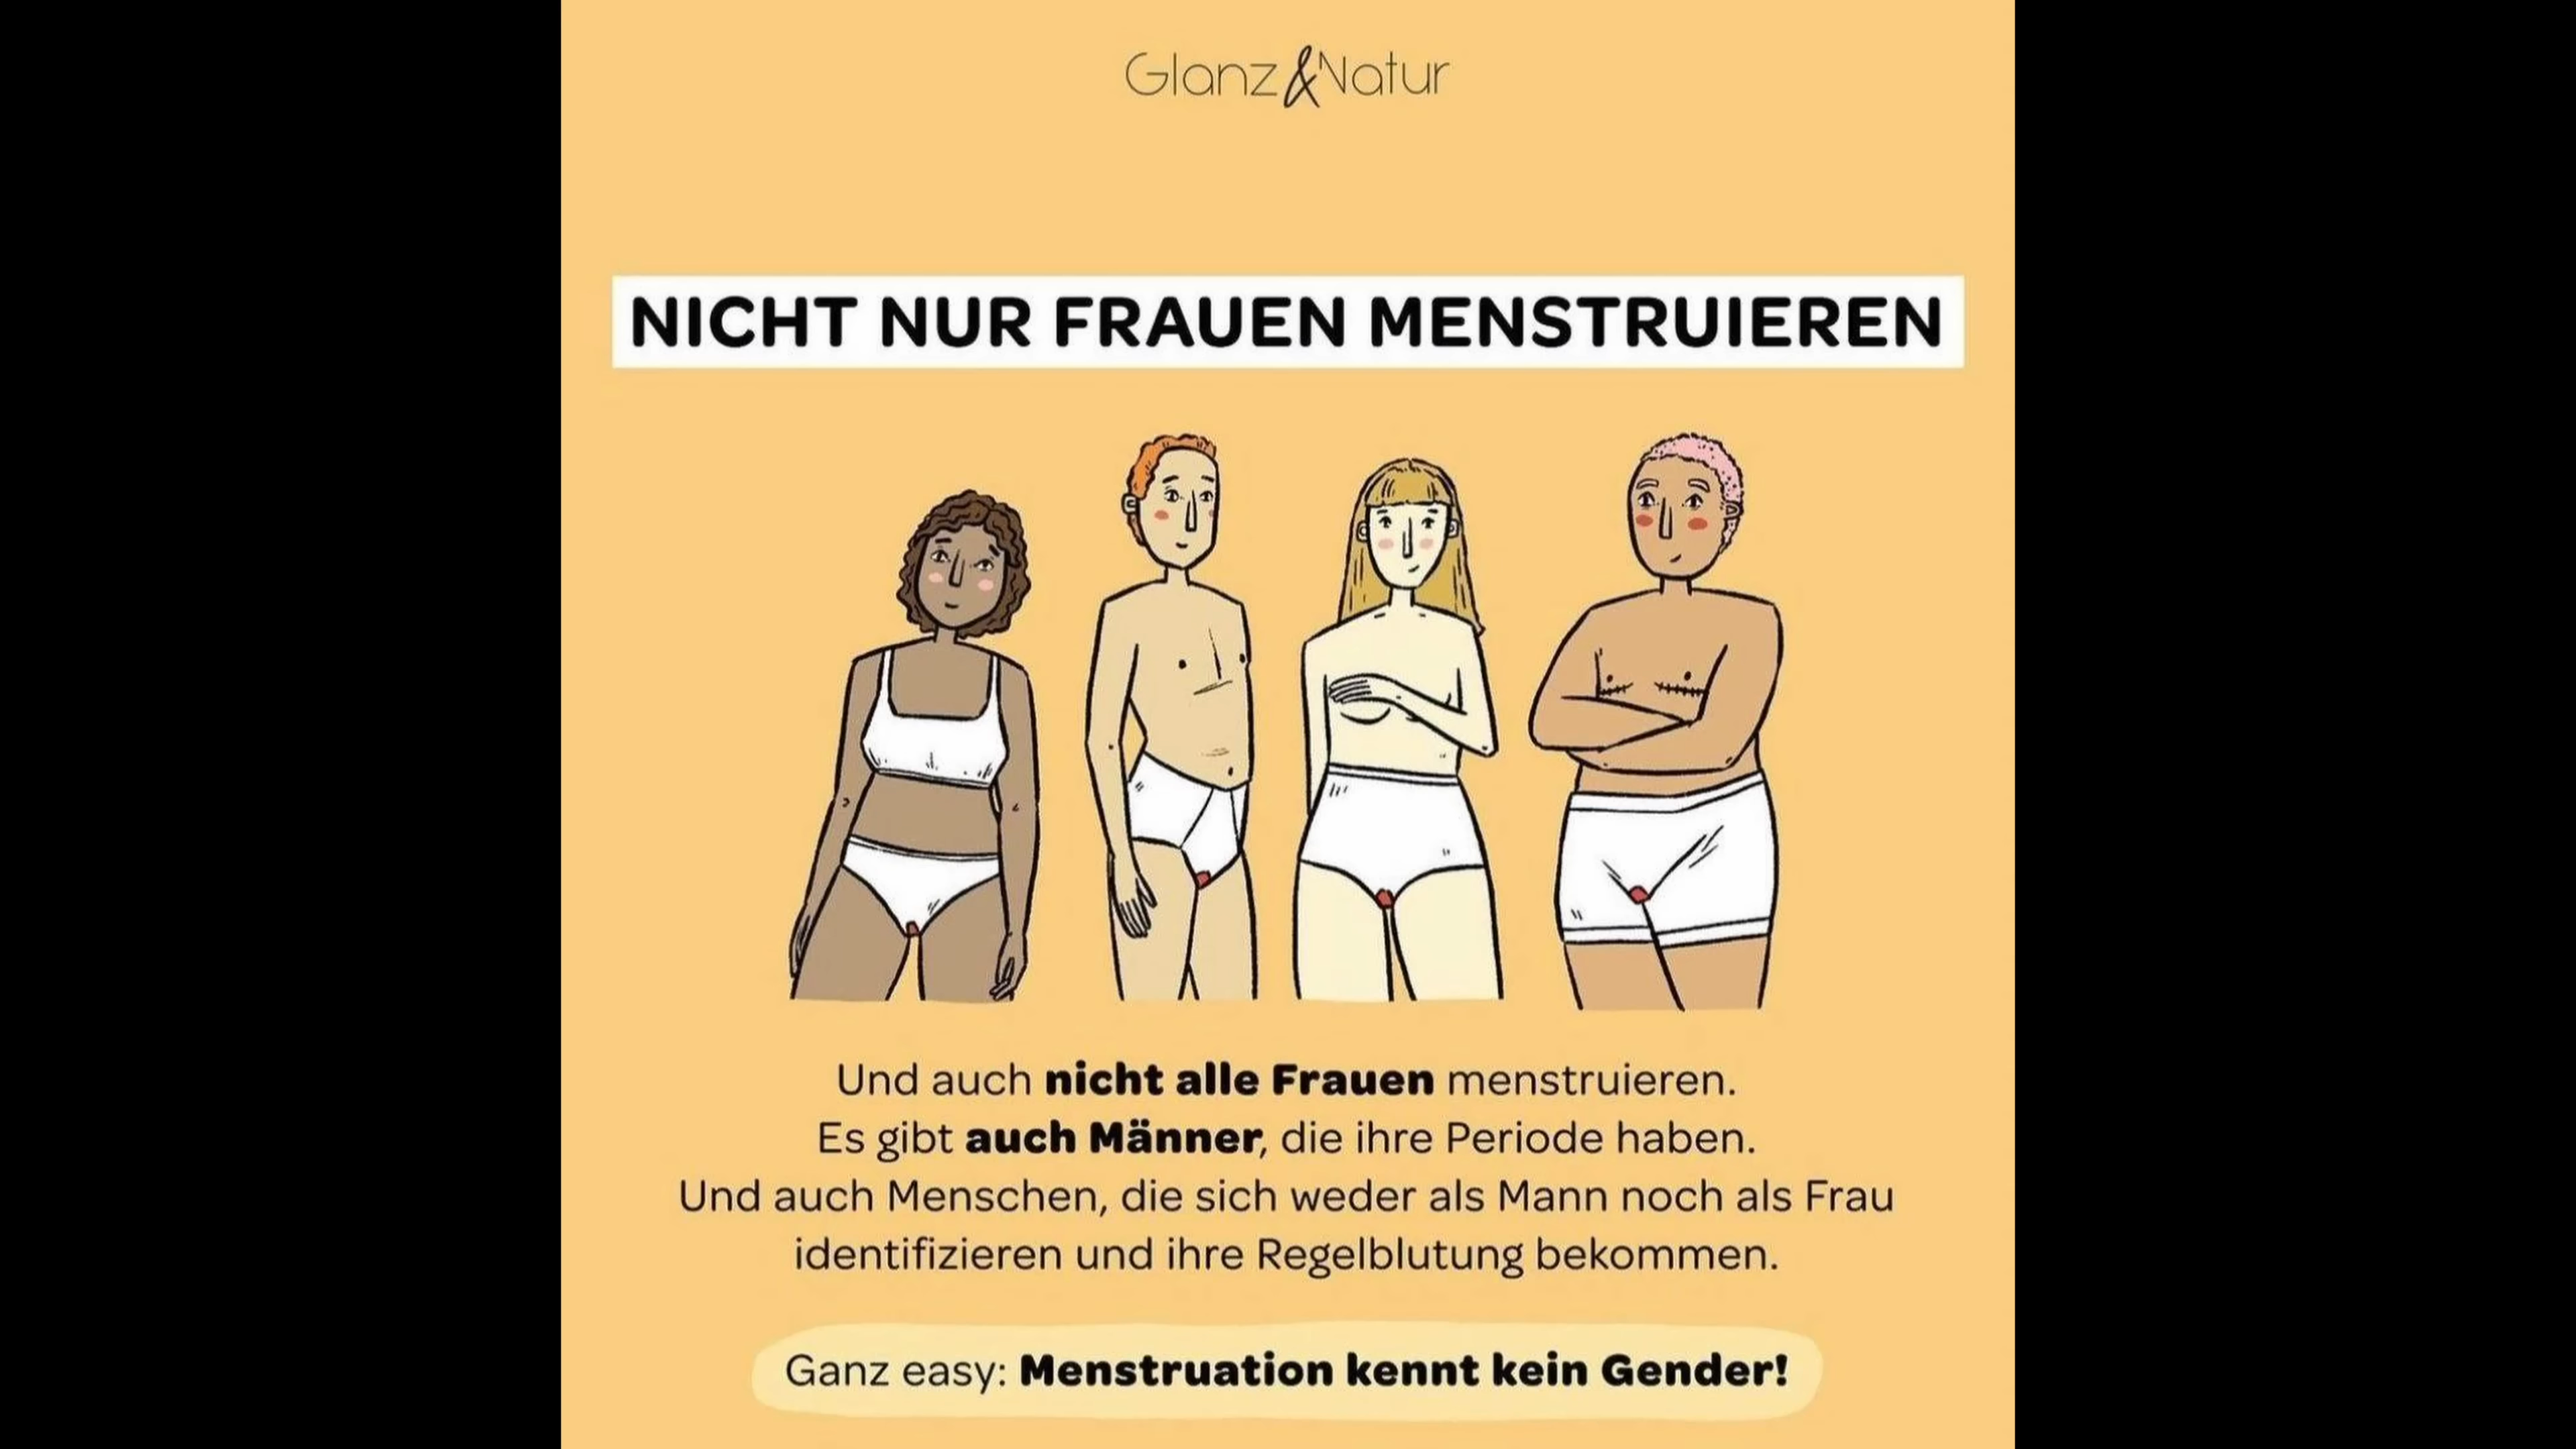 Glanz & Natur
NICHT NUR FRAUEN MENSTRUIEREN
Und auch nicht alle Frauen menstruieren.
Es gibt auch Männer, die ihre Periode haben.
Und auch Menschen, die sich weder als Mann noch als Frau
identifizieren und ihre Regelblutung bekommen.
Ganz easy: Menstruation kennt kein Gender!